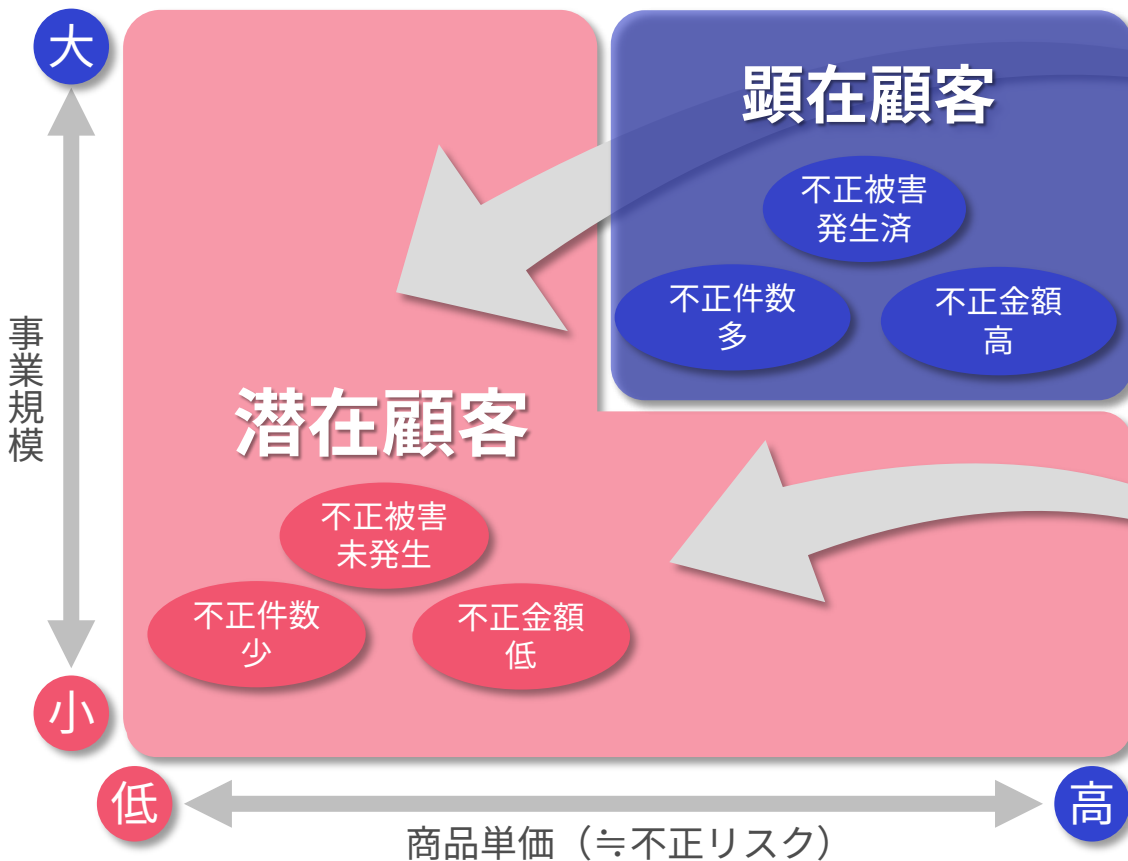 大
顕在顧客
不正被害
発生済
不正件数
多
不正金額
高
事業規模
潜在顧客
不正被害
未発生
不正件数
少
不正金額
低
小
低
高
商品単価（≒不正リスク）